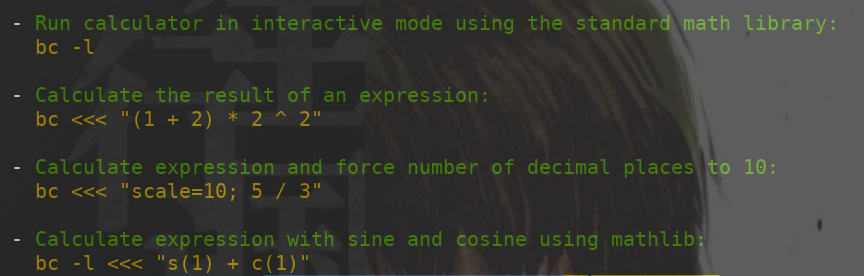 - Run calculator in interactive mode using the standard math library:
bc -l
- Calculate the result of an expression:
bc <<< "(1 + 2) * 2 ^ 2"
- Calculate expression and force number of decimal places to 10:
bc <<< "scale=10; 5 / 3"
- Calculate expression with sine and cosine using mathlib:
bc -l <<< "s(1) + c(1)"